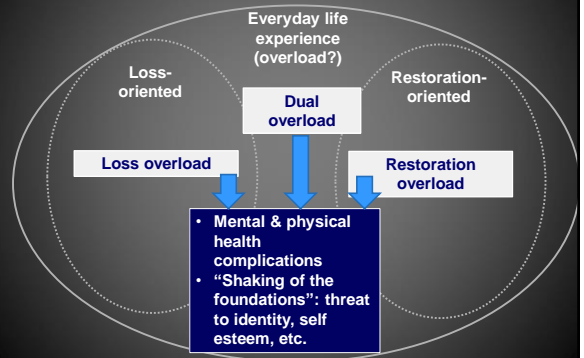 Everyday life
experience
(overload?)
Loss-
oriented
Restoration-
oriented
Dual
overload
Loss overload
Restoration
overload
• Mental & physical
health
complications
• “Shaking of the
foundations”: threat
to identity, self
esteem, etc.